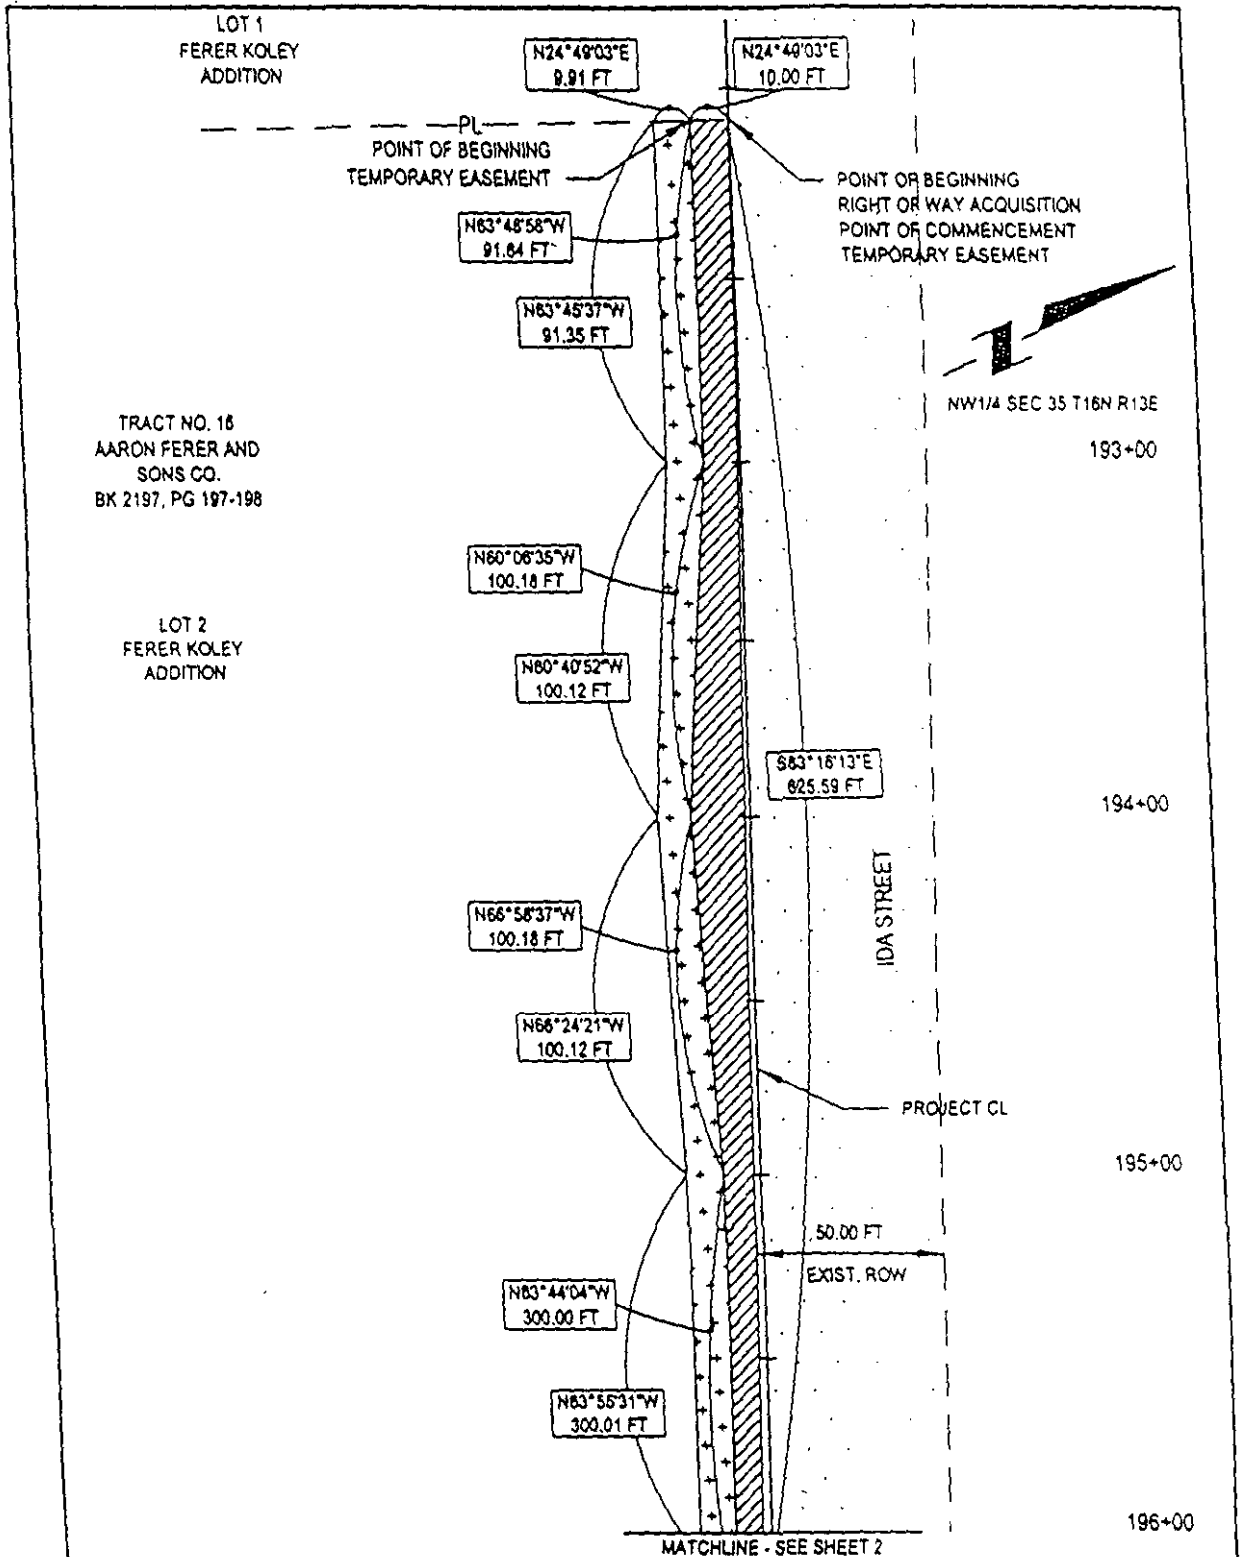 LOT 1
FERER KOLEY
ADDITION
N24°49'03"E
9.91 FT
N24°49'03"E
10.00 FT
PL
POINT OF BEGINNING
TEMPORARY EASEMENT
POINT OF BEGINNING
RIGHT OF WAY ACQUISITION
POINT OF COMMENCEMENT
TEMPORARY EASEMENT
N63°48'58"W
91.64 FT
N63°45'37"W
91.35 FT
NW1/4 SEC 35 T16N R13E
193+00
TRACT NO. 16
AARON FERER AND
SONS CO.
BK 2197, PG 197-198
N60°06'35"W
100.18 FT
LOT 2
FERER KOLEY
ADDITION
N60°40'52"W
100.12 FT
S63°16'13"E
625.59 FT
194+00
IDA STREET
N66°58'37"W
100.18 FT
N66°24'21"W
100.12 FT
PROJECT CL
195+00
50.00 FT
EXIST. ROW
N63°44'04"W
300.00 FT
N63°55'31"W
300.01 FT
196+00
MATCHLINE - SEE SHEET 2